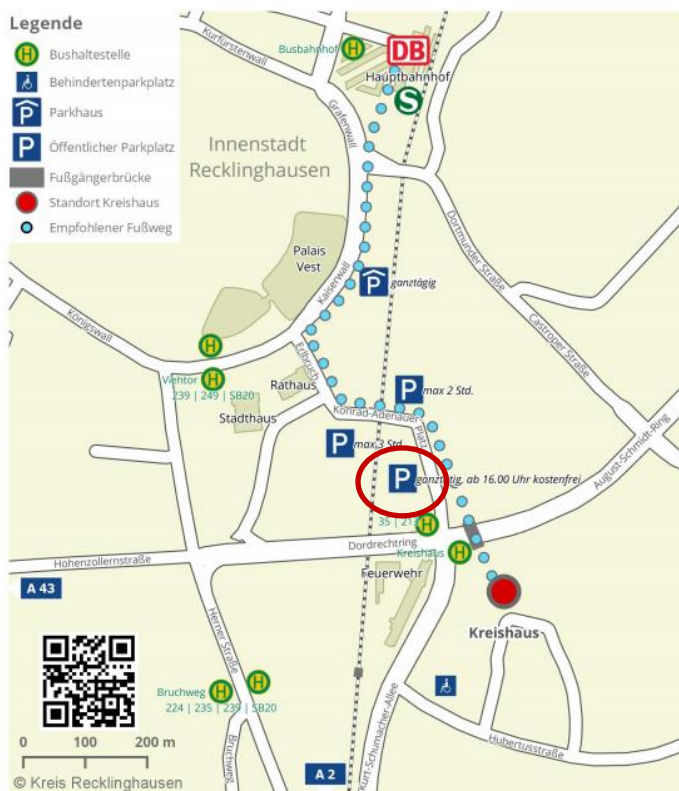 Legende
H Bushaltestelle
Behindertenparkplatz
P Parkhaus
P Öffentlicher Parkplatz
Fußgängerbrücke
Standort Kreishaus
Empfohlener Fußweg
Kurfürstenwall
Busbahnhof H
DB
Hauptbahnhof
S
Grafenwall
Innenstadt
Recklinghausen
Dortmunder Straße
Palais
Vest
Kaiserwall
P ganztägig
Königswall
Castroper Straße
H
Viehtor H
239 | 249 | SB20
Erlbruch
Rathaus
Stadthaus
P max 2 Std.
Konrad-Adenauer
Platz
P max 3 Std.
P ganztägig, ab 16.00 Uhr kostenfrei
August-Schmidt-Ring
35 | 213 H
Dordrechtring
Kreishaus H
Hohenzollernstraße
Feuerwehr
A 43
Kreishaus
Herner Straße
Bruchweg H
H
224 | 235 | 239 | SB20
Bruchweg
Kurt-Schumacher-Allee
Hubertusstraße
0 100 200 m
A 2
© Kreis Recklinghausen